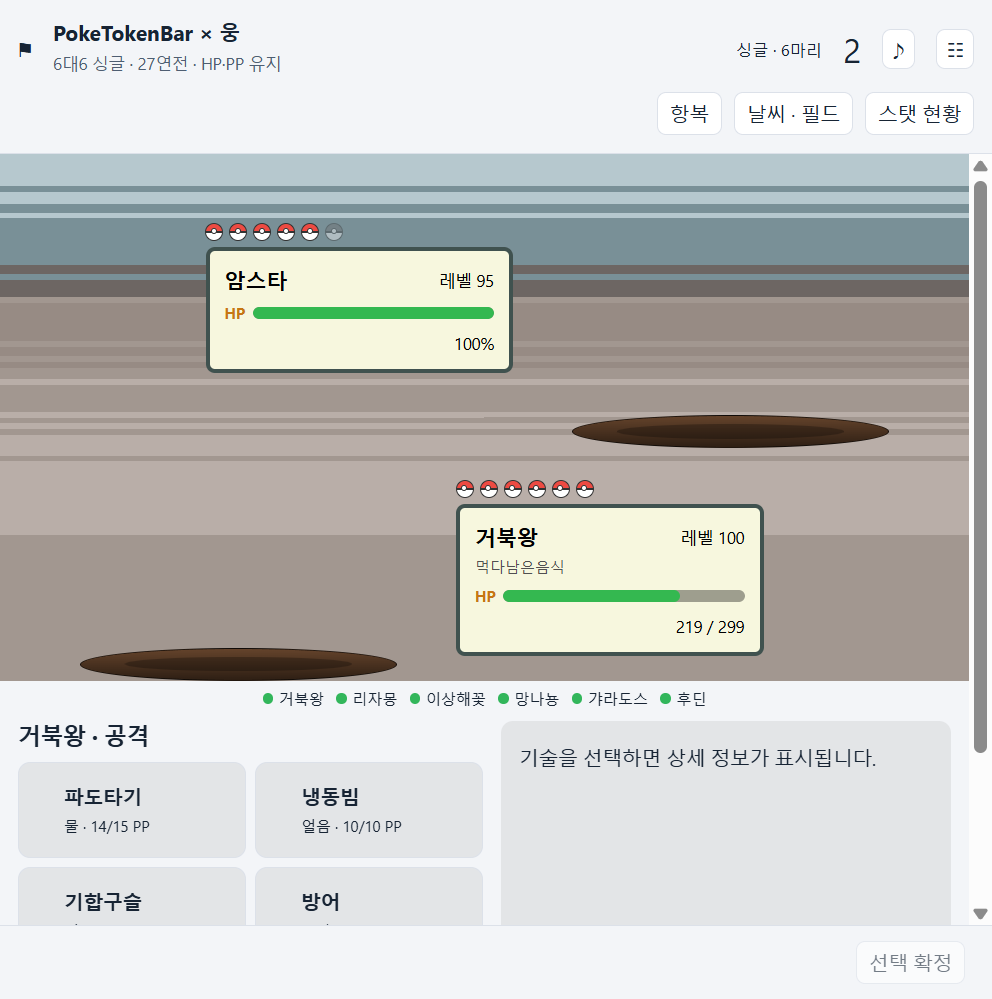 PokeTokenBar × 웅
6대6 싱글 · 27연전 · HP·PP 유지
싱글 · 6마리
2
항복
날씨 · 필드
스탯 현황
암스타
레벨 95
HP
100%
거북왕
레벨 100
먹다남은음식
HP
219 / 299
거북왕 리자몽 이상해꽃 망나뇽 갸라도스 후딘
거북왕 · 공격
파도타기
물 · 14/15 PP
냉동빔
얼음 · 10/10 PP
기합구슬
방어
기술을 선택하면 상세 정보가 표시됩니다.
선택 확정